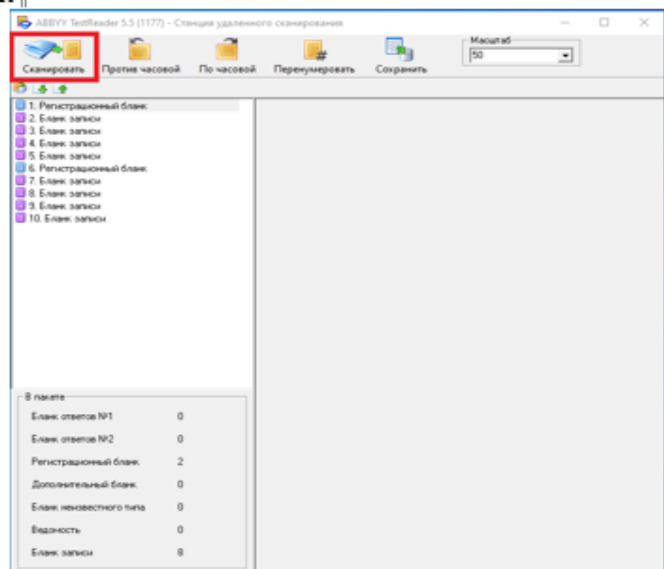 ABBYY TestReader 5.5 (1177) - Станция удаленного сканирования
Масштаб
50
Сканировать Против часовой По часовой Перенумеровать Сохранить
1. Регистрационный бланк
2. Бланк записи
3. Бланк записи
4. Бланк записи
5. Бланк записи
6. Регистрационный бланк
7. Бланк записи
8. Бланк записи
9. Бланк записи
10. Бланк записи
В пакете
Бланк ответов №1 0
Бланк ответов №2 0
Регистрационный бланк 2
Дополнительный бланк 0
Бланк неизвестного типа 0
Ведомость 0
Бланк записи 8